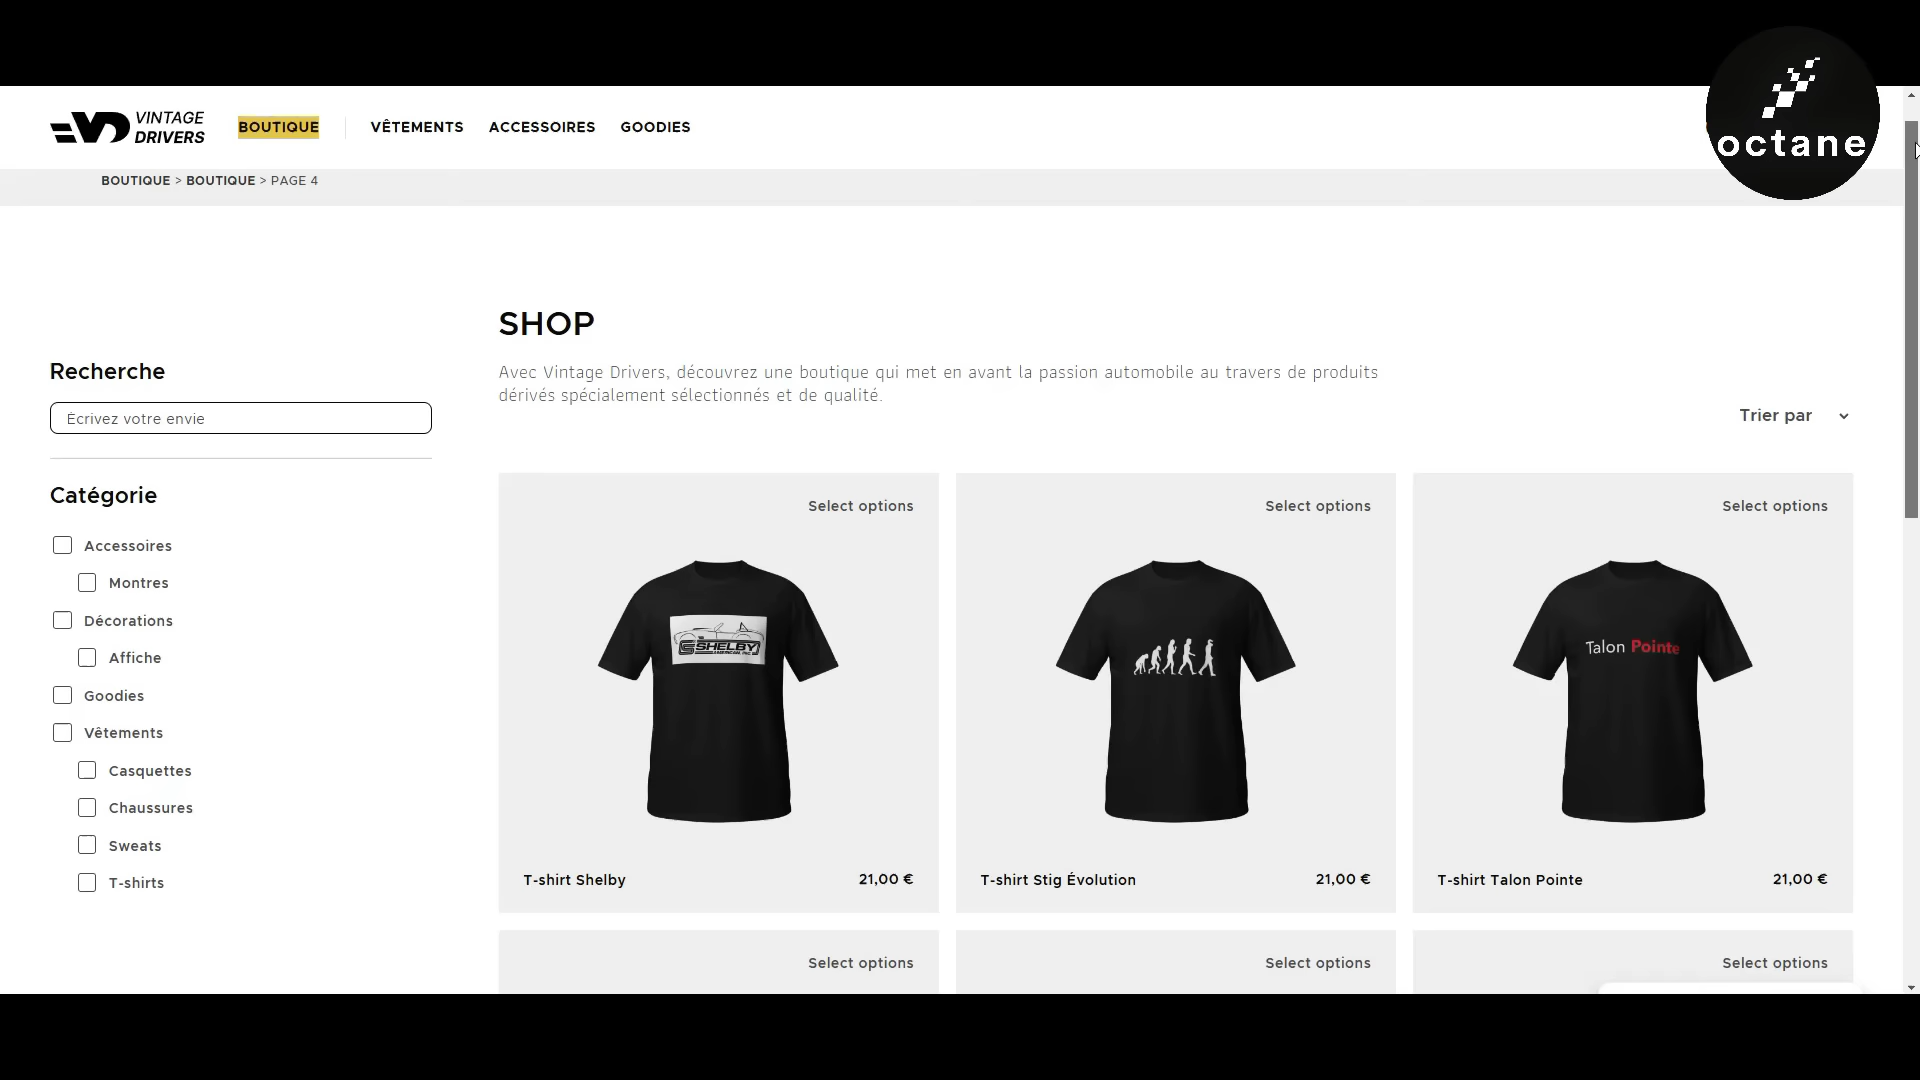 VINTAGE
DRIVERS
BOUTIQUE
VÊTEMENTS
ACCESSOIRES
GOODIES
octane
BOUTIQUE > BOUTIQUE > PAGE 4
SHOP
Avec Vintage Drivers, découvrez une boutique qui met en avant la passion automobile au travers de produits
dérivés spécialement sélectionnés et de qualité.
Trier par
Recherche
Écrivez votre envie
Catégorie
Accessoires
Montres
Décorations
Affiche
Goodies
Vêtements
Casquettes
Chaussures
Sweats
T-shirts
Select options
SHELBY
T-shirt Shelby
21,00 €
Select options
T-shirt Stig Évolution
21,00 €
Select options
Talon Pointe
T-shirt Talon Pointe
21,00 €
Select options
Select options
Select options